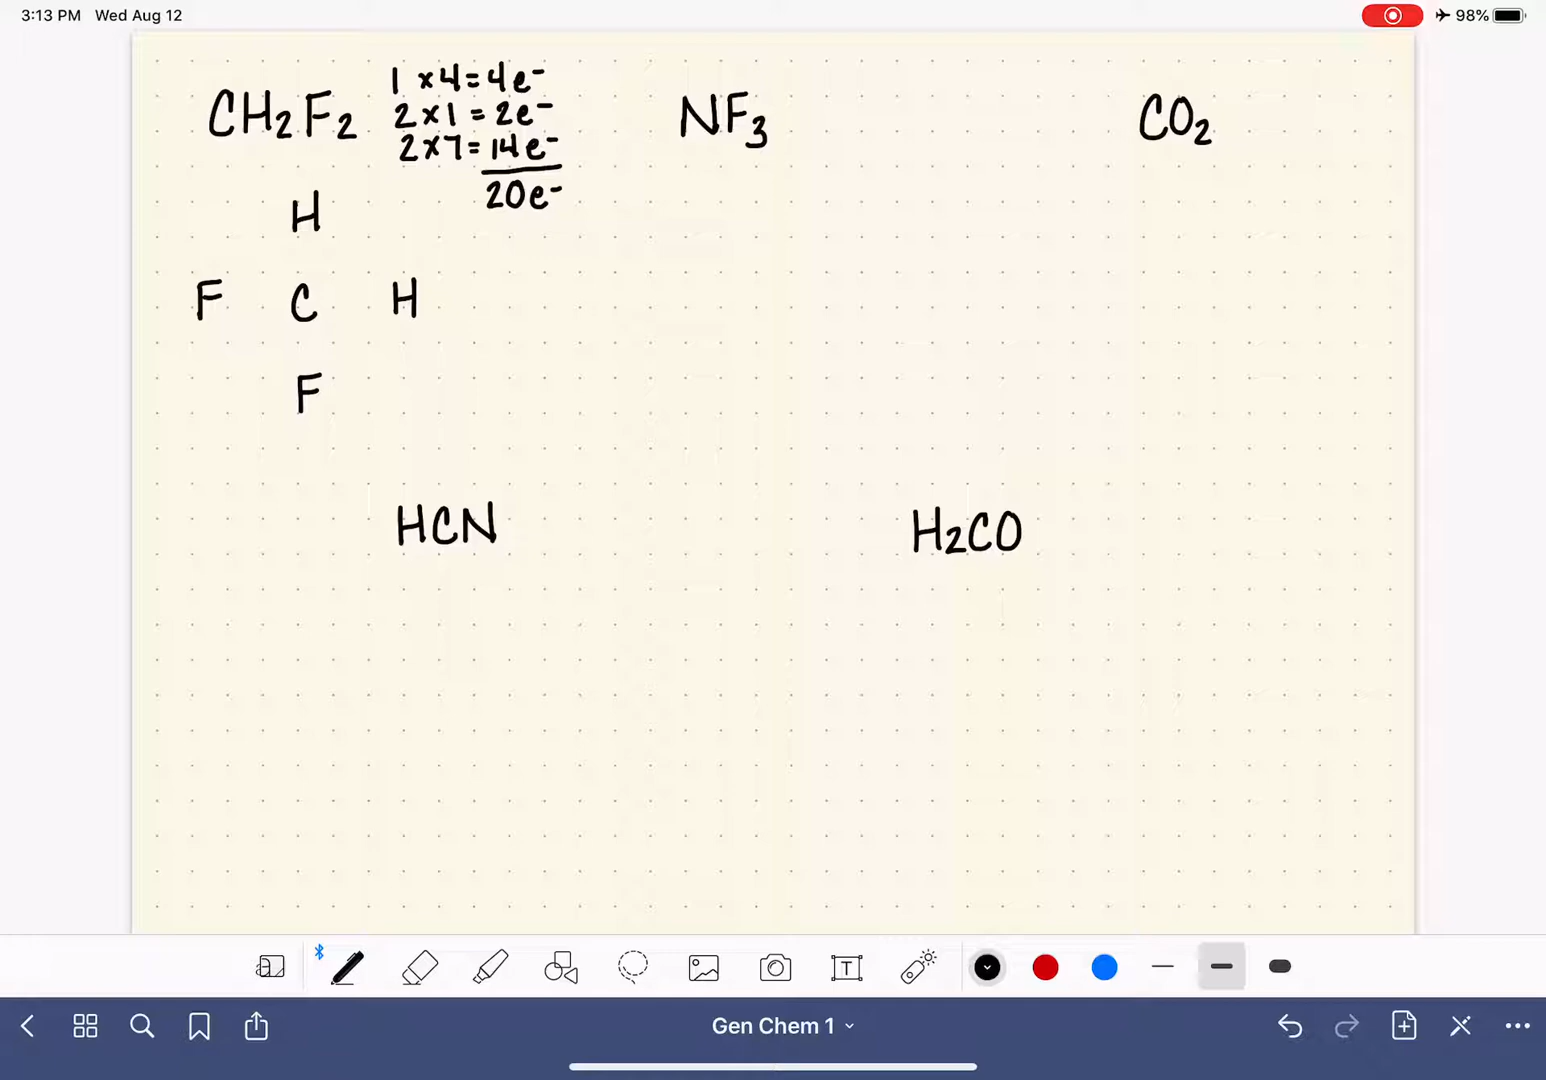 3:13 PM Wed Aug 12
98%
CH₂F₂
1 x4=4e⁻
2x1=2e⁻
2x7=14e⁻
20e⁻
NF₃
CO₂
H
F C H
F
HCN
H₂CO
T
Gen Chem 1